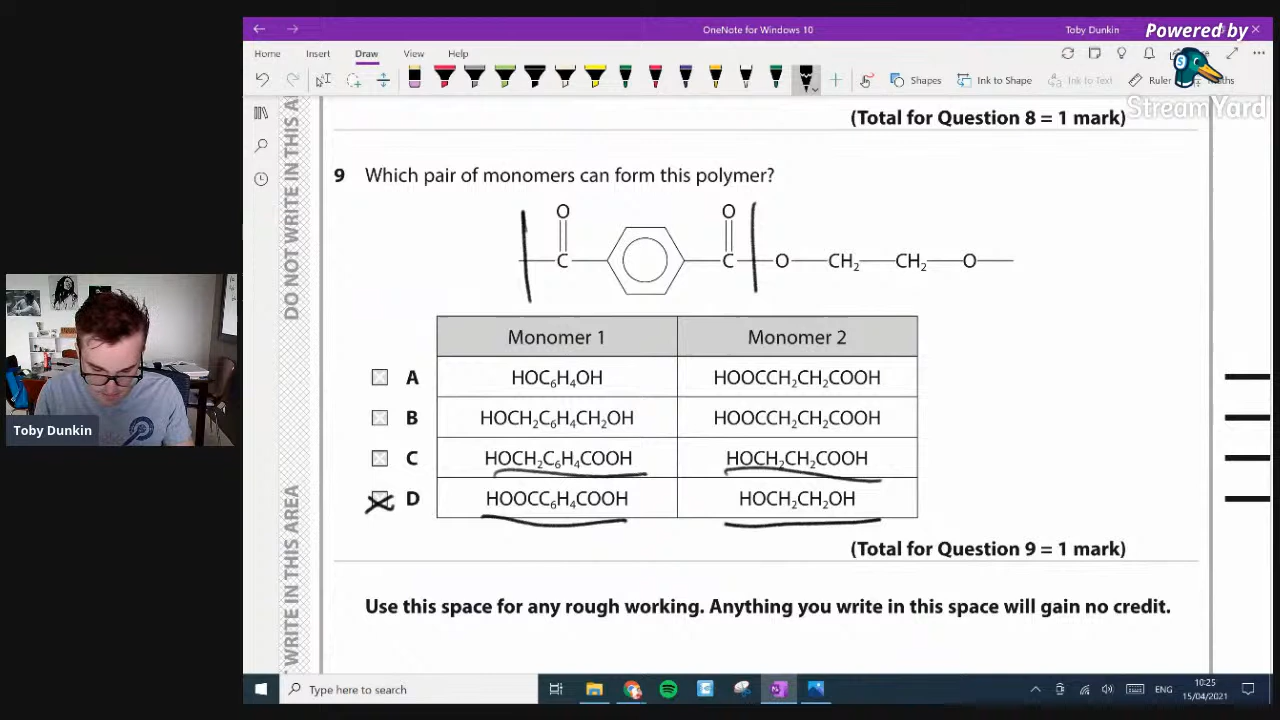 OneNote for Windows 10
Toby Dunkin
Powered by
StreamYard
Home Insert Draw View Help
Shapes Ink to Shape Ink to Text Ruler
(Total for Question 8 = 1 mark)
DO NOT WRITE IN THIS A
WRITE IN THIS AREA
9 Which pair of monomers can form this polymer?
O O
C C O CH₂ CH₂ O
Monomer 1 Monomer 2
A HOC₆H₄OH HOOCCH₂CH₂COOH
B HOCH₂C₆H₄CH₂OH HOOCCH₂CH₂COOH
C HOCH₂C₆H₄COOH HOCH₂CH₂COOH
D HOOCC₆H₄COOH HOCH₂CH₂OH
(Total for Question 9 = 1 mark)
Use this space for any rough working. Anything you write in this space will gain no credit.
Toby Dunkin
Type here to search
ENG
10:25
15/04/2021